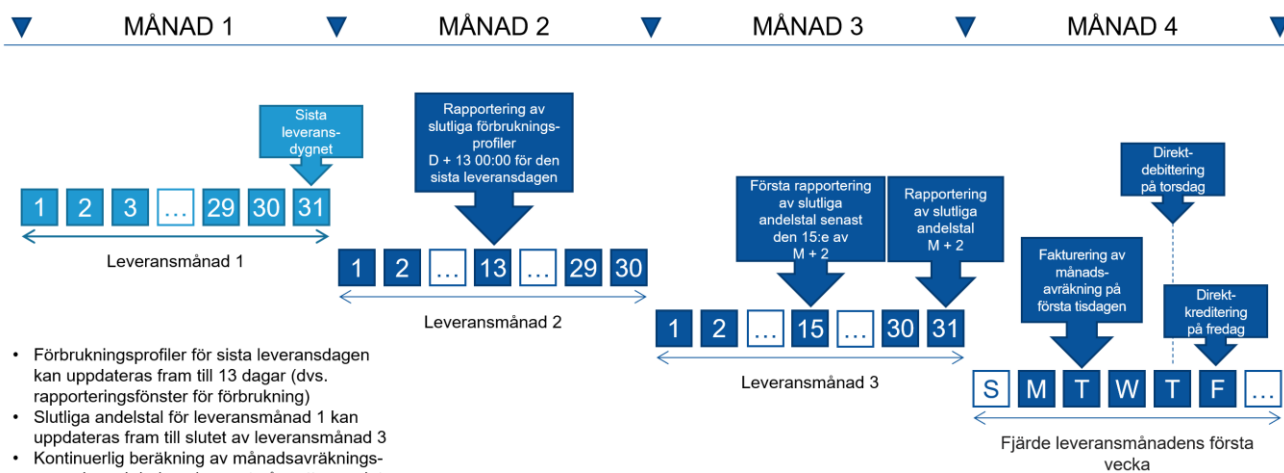 MÅNAD 1
MÅNAD 2
MÅNAD 3
MÅNAD 4
Sista
leverans-
dygnet
1 2 3 ... 29 30 31
Leveransmånad 1
Rapportering av
slutliga förbruknings-
profiler
D + 13 00:00 för den
sista leveransdagen
1 2 ... 13 ... 29 30
Leveransmånad 2
Första rapportering
av slutliga
andelstal senast
den 15:e av
M + 2
Rapportering
av slutliga
andelstal
M + 2
1 2 ... 15 ... 30 31
Leveransmånad 3
Direkt-
debittering
på torsdag
Fakturering av
månads-
avräkning på
första tisdagen
Direkt-
kreditering
på fredag
S M T W T F ...
Fjärde leveransmånadens första
vecka
• Förbrukningsprofiler för sista leveransdagen
kan uppdateras fram till 13 dagar (dvs.
rapporteringsfönster för förbrukning)
• Slutliga andelstal för leveransmånad 1 kan
uppdateras fram till slutet av leveransmånad 3
• Kontinuerlig beräkning av månadsavräknings-